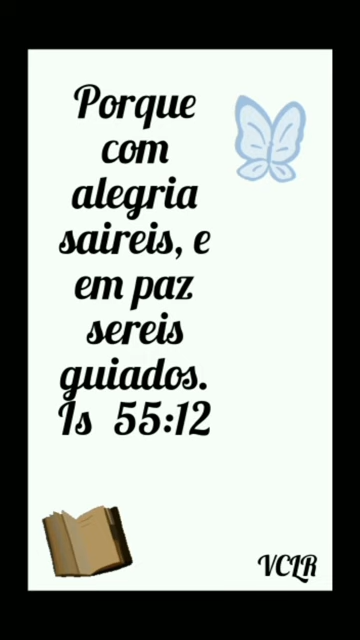 Porque
com
alegria
saireis, e
em paz
sereis
guiados.
Is 55:12
VCLR